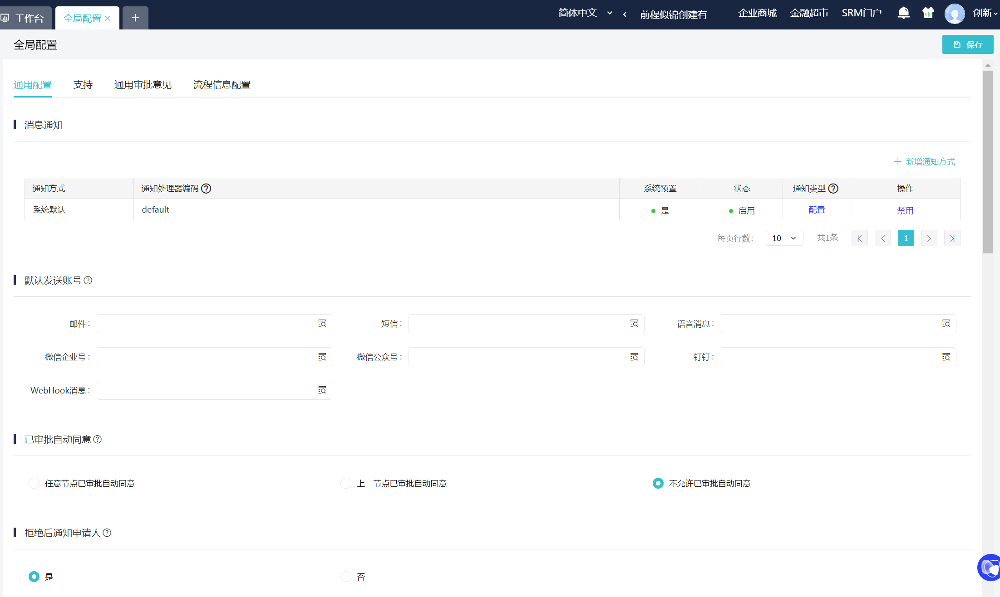 工作台 全局配置 简体中文 前程似锦创建有 企业商城 金融超市 SRM门户 创新
全局配置 保存
通用配置 支持 通用审批意见 流程信息配置
消息通知
新增通知方式
通知方式 通知处理器编码 系统预置 状态 通知类型 操作
系统默认 default 是 启用 配置 禁用
每页行数: 10 共1条 1
默认发送账号
邮件: 短信: 语音消息:
微信企业号: 微信公众号: 钉钉:
WebHook消息:
已审批自动同意
任意节点已审批自动同意 上一节点已审批自动同意 不允许已审批自动同意
拒绝后通知申请人
是 否